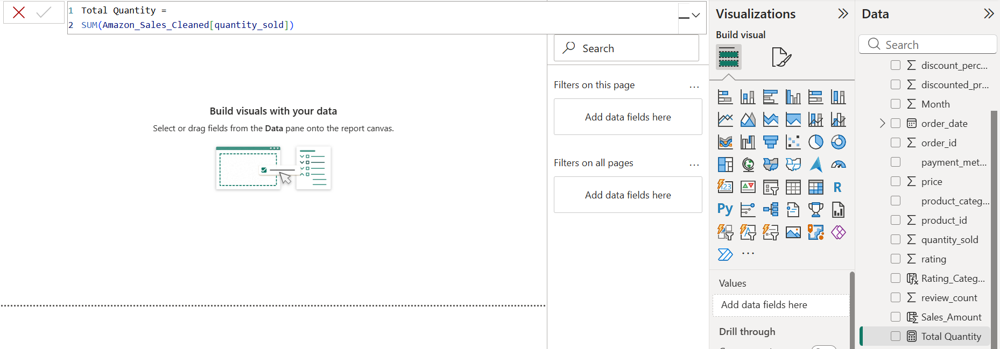 1 Total Quantity =
2 SUM(Amazon_Sales_Cleaned[quantity_sold])
Build visuals with your data
Select or drag fields from the Data pane onto the report canvas.
Search
Filters on this page
...
Add data fields here
Filters on all pages
...
Add data fields here
Visualizations
Build visual
123
R
Py
...
Values
Add data fields here
Drill through
Data
Search
discount_perc...
discounted_pr...
Month
order_date
order_id
payment_met...
price
product_categ...
product_id
quantity_sold
rating
Rating_Categ...
review_count
Sales_Amount
Total Quantity